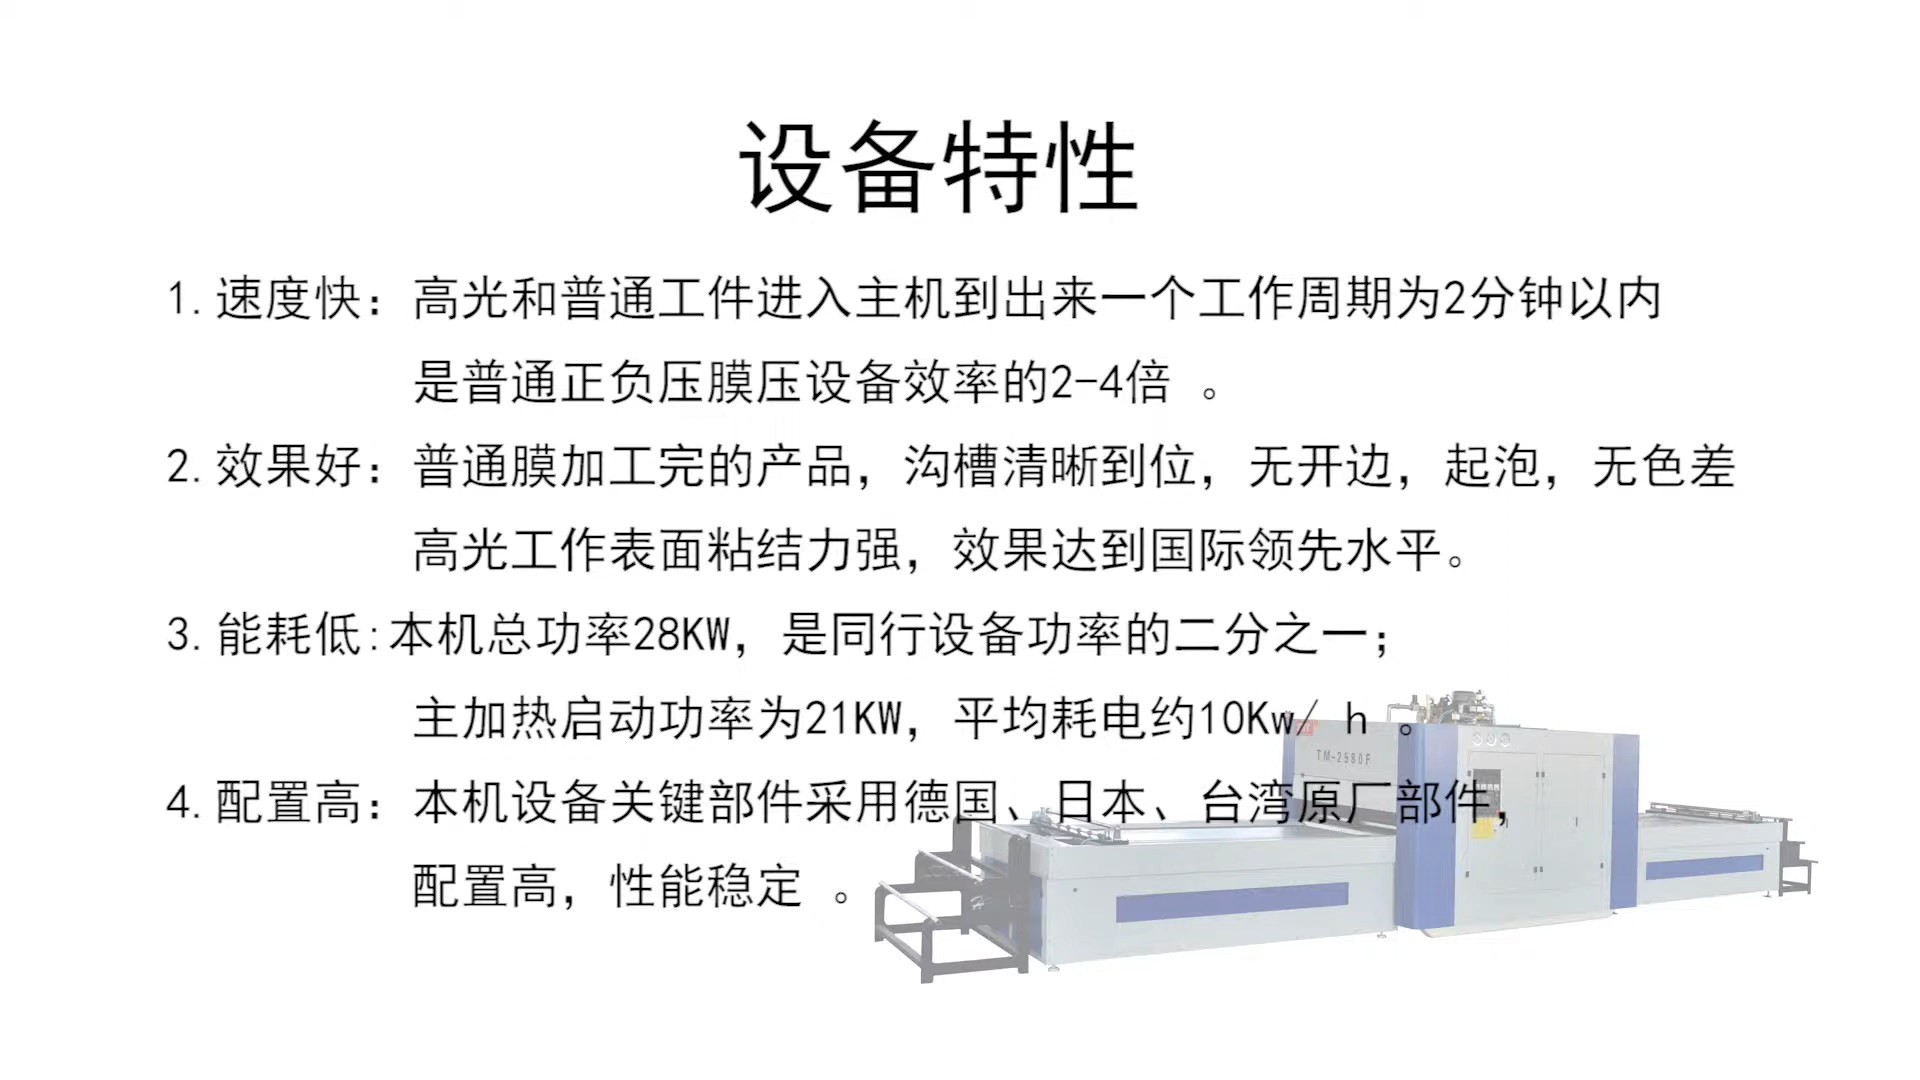 设备特性
1.速度快：高光和普通工件进入主机到出来一个工作周期为2分钟以内
是普通正负压膜压设备效率的2-4倍 。
2.效果好：普通膜加工完的产品，沟槽清晰到位，无开边，起泡，无色差
高光工作表面粘结力强，效果达到国际领先水平。
3.能耗低:本机总功率28KW，是同行设备功率的二分之一；
主加热启动功率为21KW，平均耗电约10Kw/ h 。
TM-2580F
4.配置高：本机设备关键部件采用德国、日本、台湾原厂部件，
配置高，性能稳定 。